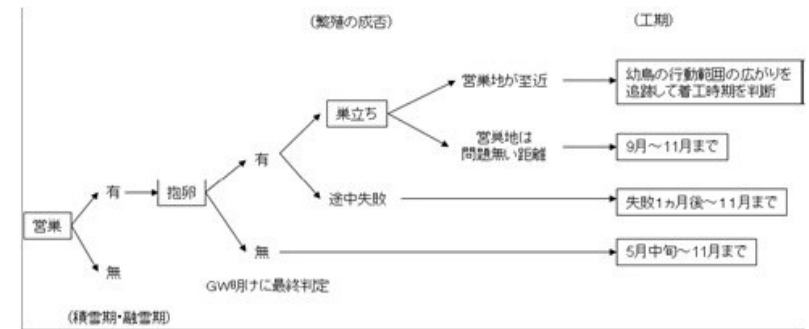 (繁殖の成否)
(工期)
営巣地が至近
幼鳥の行動範囲の広がりを
追跡して着工時期を判断
巣立ち
営巣地は
問題無い距離
9月～11月まで
有
有
抱卵
途中失敗
失敗1ヵ月後～11月まで
営巣
無
5月中旬～11月まで
無
GW明けに最終判定
(積雪期・融雪期)